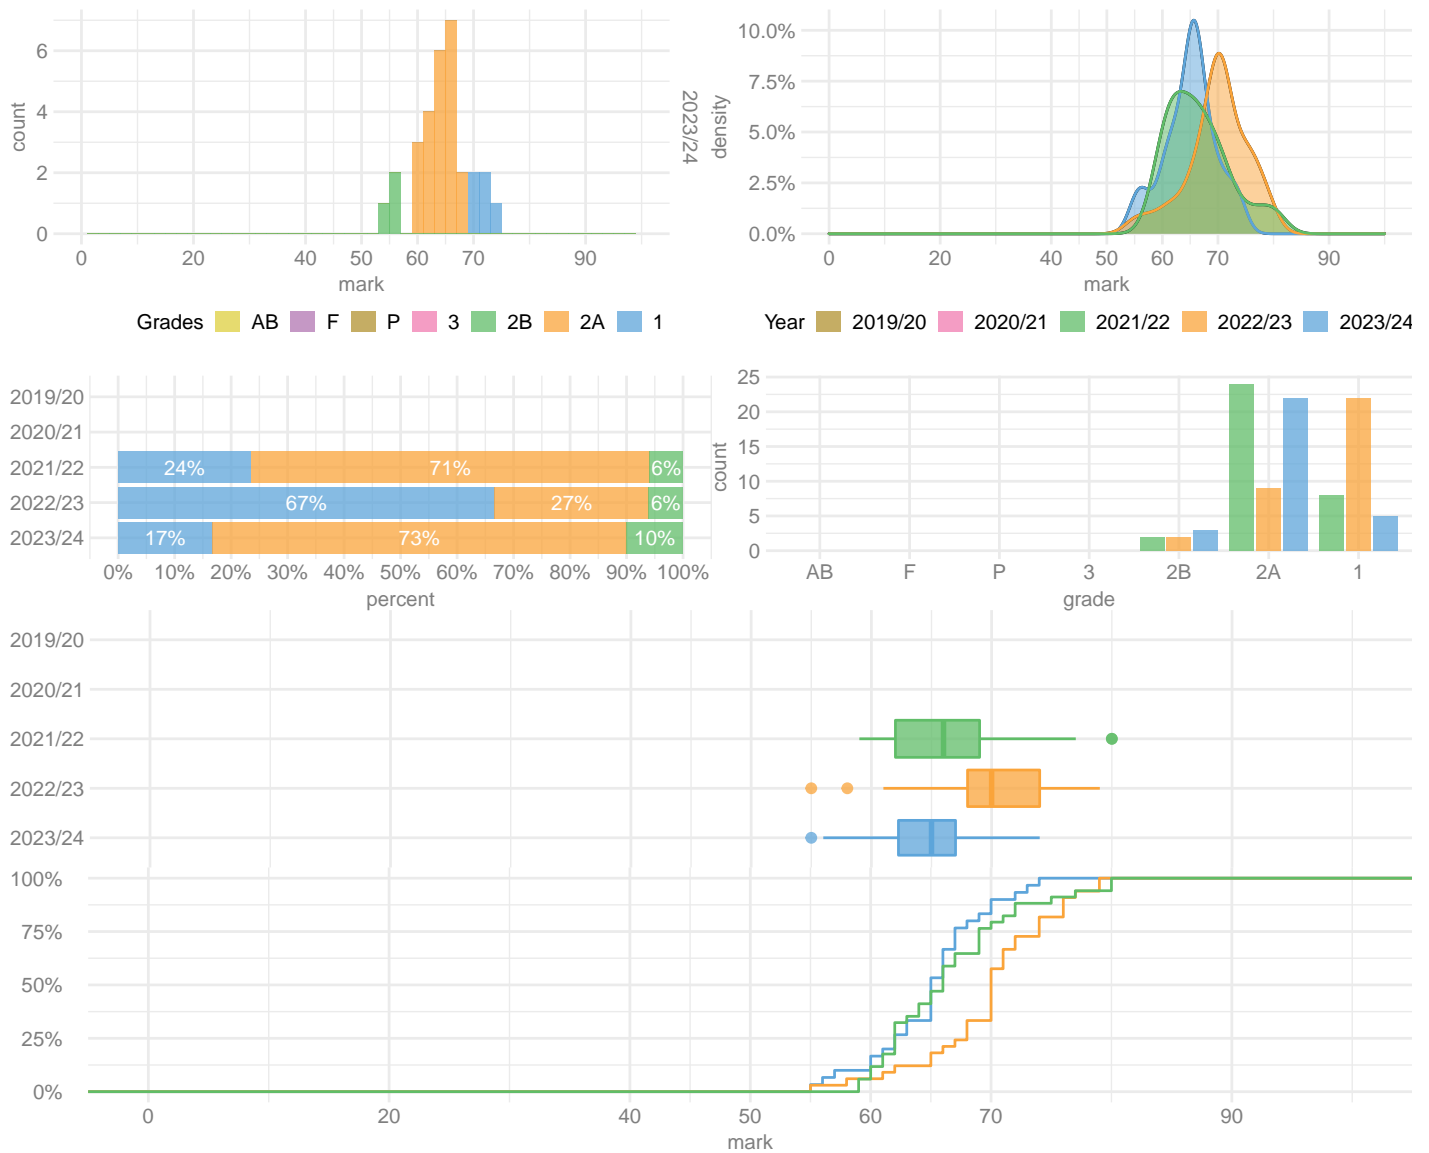 6
4
2
0
count
0 20 40 50 60 70 90
mark
2023/24
Grades AB F P 3 2B 2A 1
10.0%
7.5%
5.0%
2.5%
0.0%
density
0 20 40 50 60 70 90
mark
Year 2019/20 2020/21 2021/22 2022/23 2023/24
2019/20
2020/21
2021/22 24% 71% 6%
2022/23 67% 27% 6%
2023/24 17% 73% 10%
0% 10% 20% 30% 40% 50% 60% 70% 80% 90% 100%
percent
25
20
15
10
5
0
count
AB F P 3 2B 2A 1
grade
2019/20
2020/21
2021/22
2022/23
2023/24
100%
75%
50%
25%
0%
0 20 40 50 60 70 90
mark